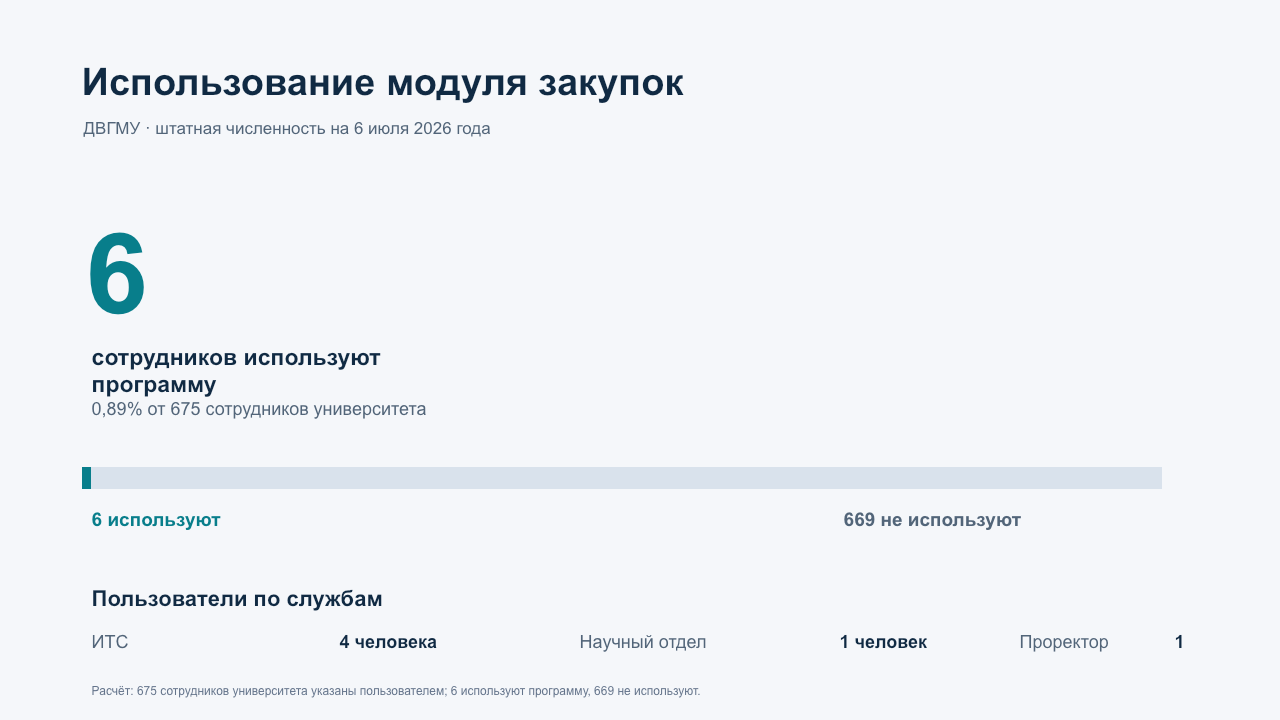 Использование модуля закупок
ДВГМУ · штатная численность на 6 июля 2026 года
6
сотрудников используют
программу
0,89% от 675 сотрудников университета
6 используют 669 не используют
Пользователи по службам
ИТС 4 человека Научный отдел 1 человек Проректор 1
Расчёт: 675 сотрудников университета указаны пользователем; 6 используют программу, 669 не используют.